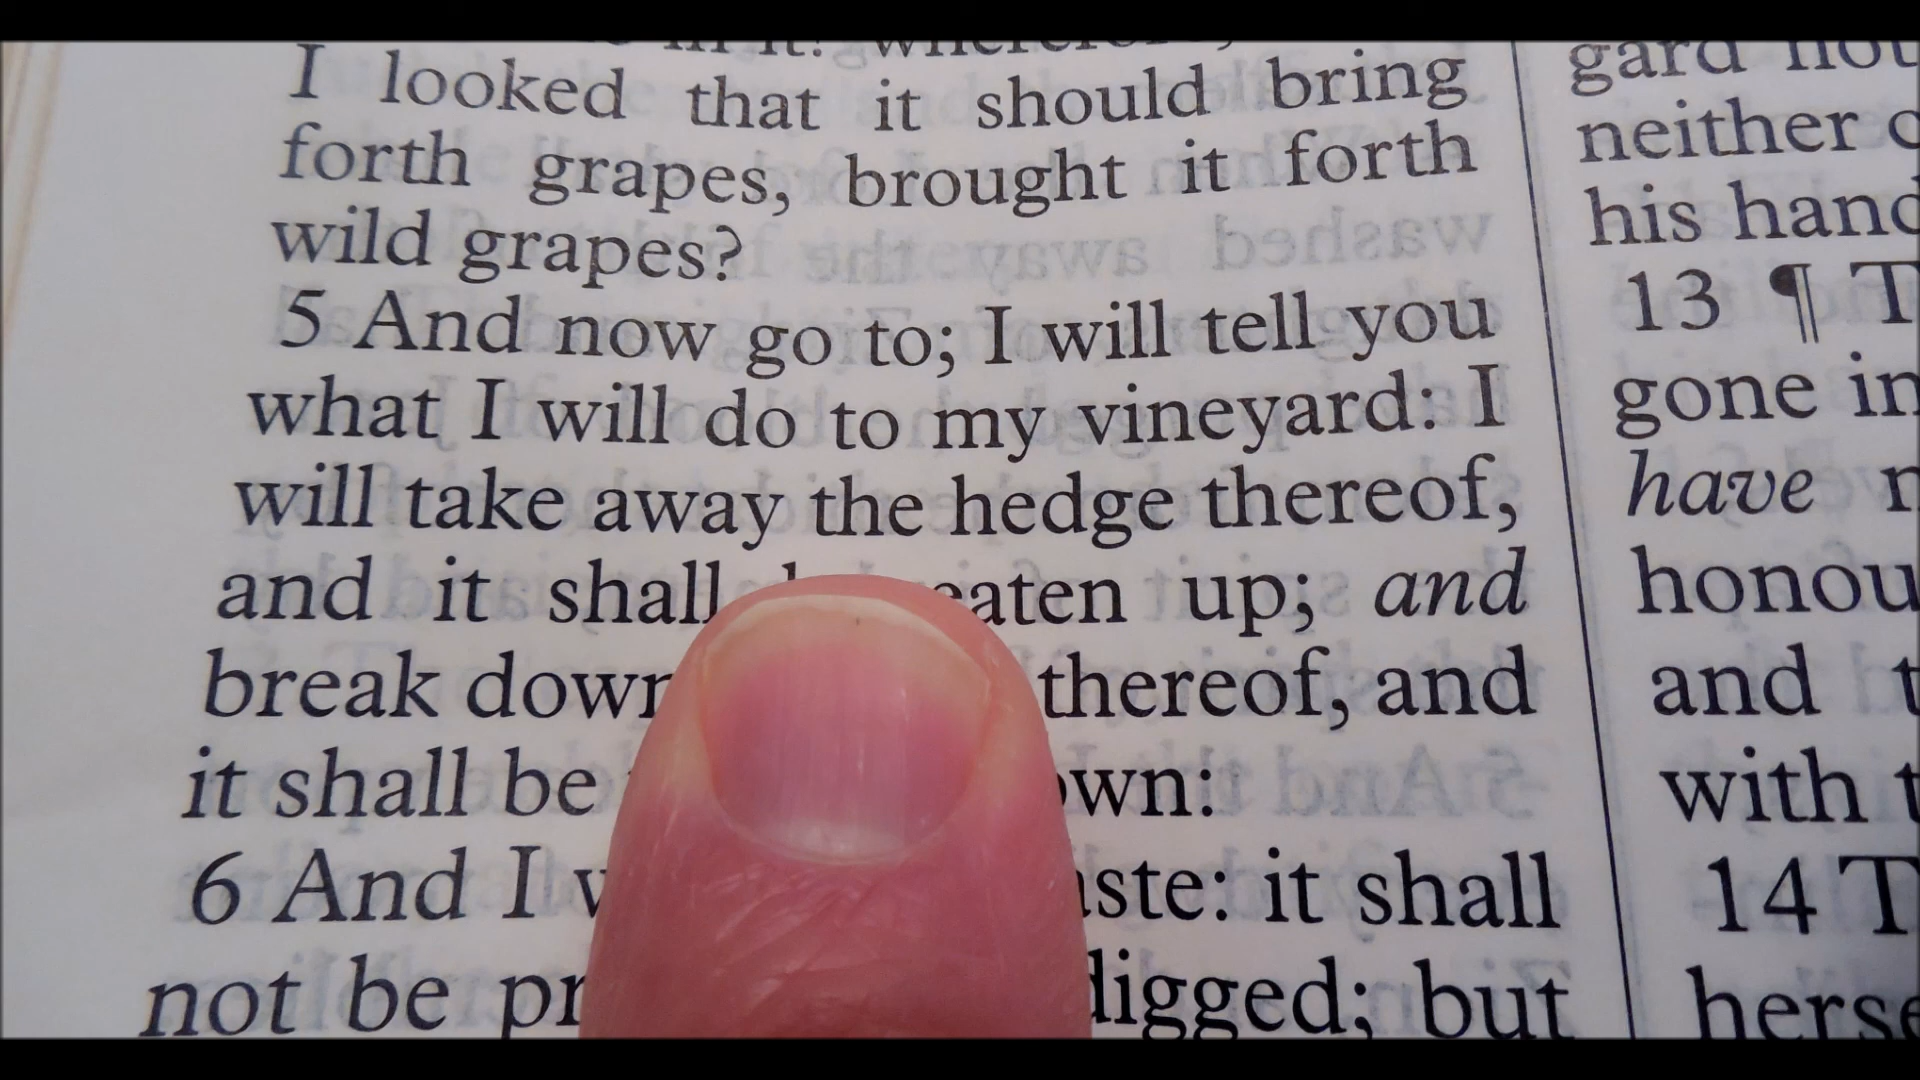 I looked that it should bring
forth grapes, brought it forth
wild grapes?
5 And now go to; I will tell you
what I will do to my vineyard: I
will take away the hedge thereof,
and it shall eaten up; and
break down thereof, and
it shall be
6 And I it shall
not be but
neither
his hand
13 ¶
gone in
have
honou
and
with
14
herse